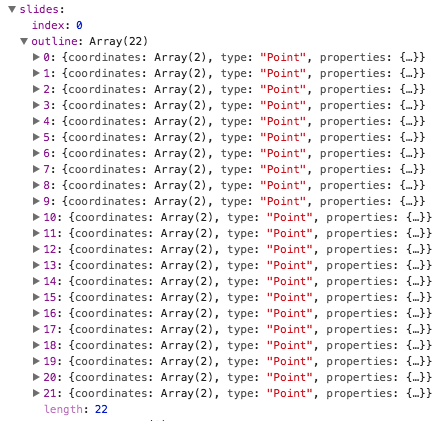 ▼slides:
index: 0
▼outline: Array(22)
▶0: {coordinates: Array(2), type: "Point", properties: {…}}
▶1: {coordinates: Array(2), type: "Point", properties: {…}}
▶2: {coordinates: Array(2), type: "Point", properties: {…}}
▶3: {coordinates: Array(2), type: "Point", properties: {…}}
▶4: {coordinates: Array(2), type: "Point", properties: {…}}
▶5: {coordinates: Array(2), type: "Point", properties: {…}}
▶6: {coordinates: Array(2), type: "Point", properties: {…}}
▶7: {coordinates: Array(2), type: "Point", properties: {…}}
▶8: {coordinates: Array(2), type: "Point", properties: {…}}
▶9: {coordinates: Array(2), type: "Point", properties: {…}}
▶10: {coordinates: Array(2), type: "Point", properties: {…}}
▶11: {coordinates: Array(2), type: "Point", properties: {…}}
▶12: {coordinates: Array(2), type: "Point", properties: {…}}
▶13: {coordinates: Array(2), type: "Point", properties: {…}}
▶14: {coordinates: Array(2), type: "Point", properties: {…}}
▶15: {coordinates: Array(2), type: "Point", properties: {…}}
▶16: {coordinates: Array(2), type: "Point", properties: {…}}
▶17: {coordinates: Array(2), type: "Point", properties: {…}}
▶18: {coordinates: Array(2), type: "Point", properties: {…}}
▶19: {coordinates: Array(2), type: "Point", properties: {…}}
▶20: {coordinates: Array(2), type: "Point", properties: {…}}
▶21: {coordinates: Array(2), type: "Point", properties: {…}}
length: 22